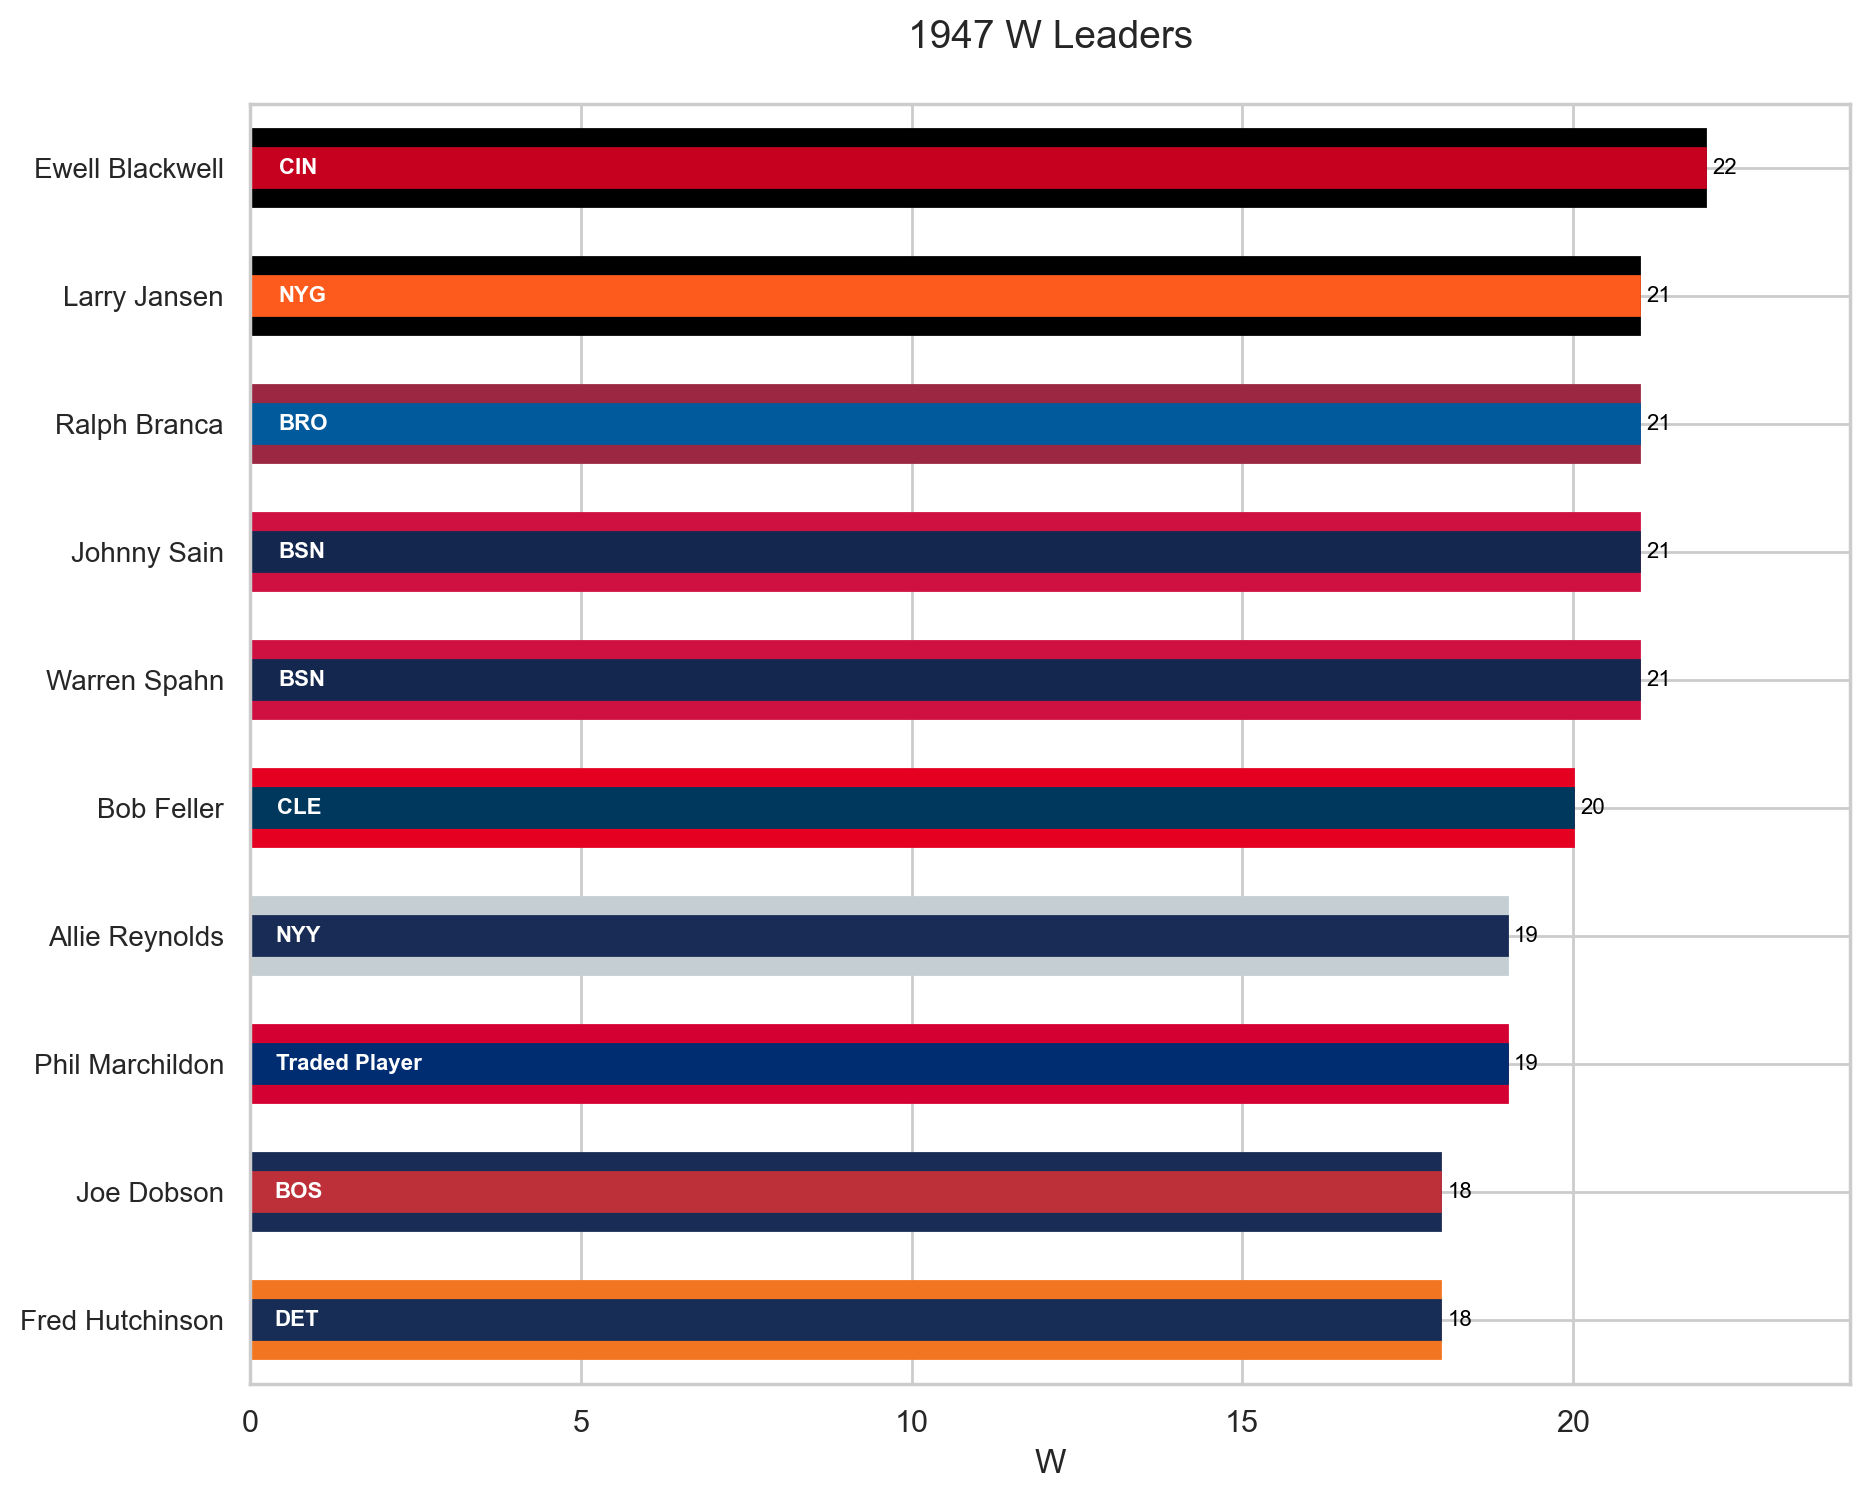 1947 W Leaders
Ewell Blackwell CIN 22
Larry Jansen NYG 21
Ralph Branca BRO 21
Johnny Sain BSN 21
Warren Spahn BSN 21
Bob Feller CLE 20
Allie Reynolds NYY 19
Phil Marchildon Traded Player 19
Joe Dobson BOS 18
Fred Hutchinson DET 18
0 5 10 15 20
W